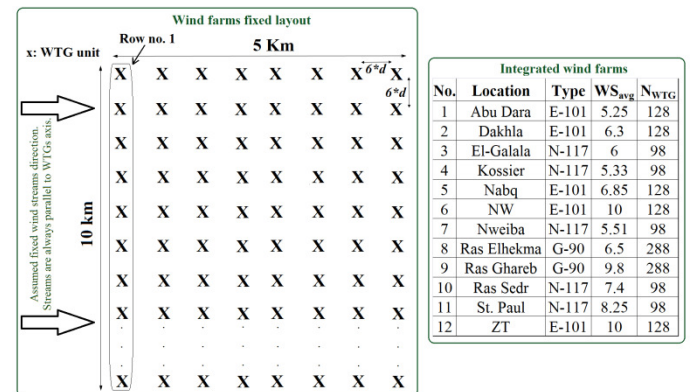 Wind farms fixed layout
x: WTG unit
Row no. 1
5 Km
6*d
6*d
10 km
Assumed fixed wind streams direction.
Streams are always parallel to WTGs axis.
X X X X X X X X
X X X X X X X X
X X X X X X X X
X X X X X X X X
X X X X X X X X
X X X X X X X X
X X X X X X X X
X X X X X X X X
. . . . . . . .
. . . . . . . .
. . . . . . . .
X X X X X X X X
Integrated wind farms
No. Location Type WSavg NWTG
1 Abu Dara E-101 5.25 128
2 Dakhla E-101 6.3 128
3 El-Galala N-117 6 98
4 Kossier N-117 5.33 98
5 Nabq E-101 6.85 128
6 NW E-101 10 128
7 Nweiba N-117 5.51 98
8 Ras Elhekma G-90 6.5 288
9 Ras Ghareb G-90 9.8 288
10 Ras Sedr N-117 7.4 98
11 St. Paul N-117 8.25 98
12 ZT E-101 10 128